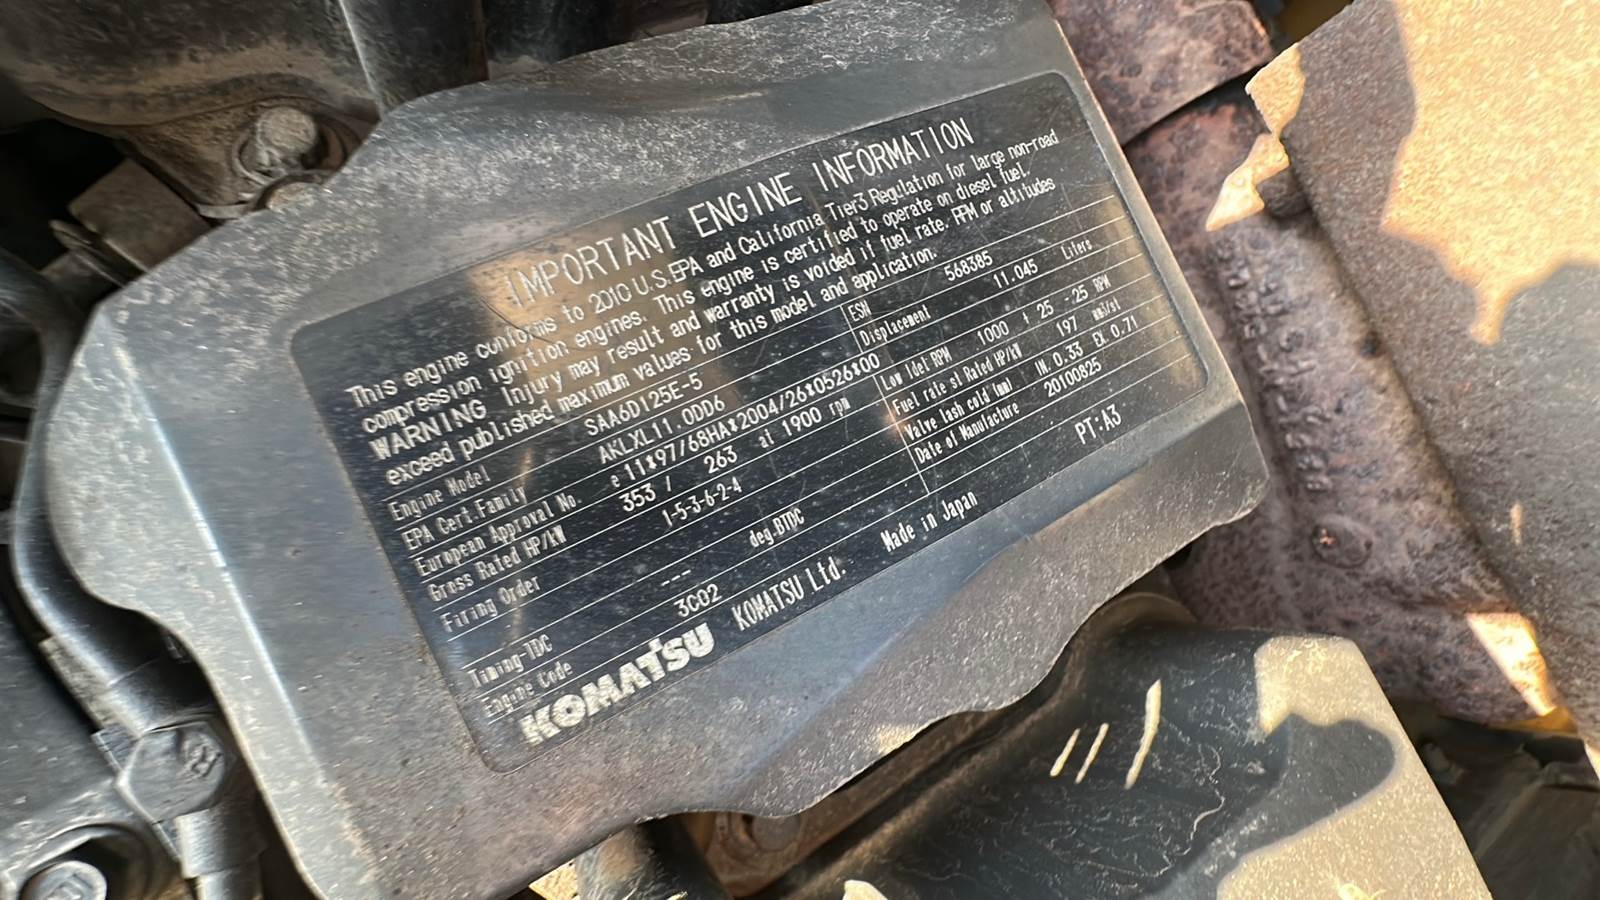 IMPORTANT ENGINE INFORMATION
This engine conforms to 2010 U.S.EPA and California Tier3 Regulation for large non-road
compression ignition engines. This engine is certified to operate on diesel fuel.
WARNING Injury may result and warranty is voided if fuel rate. RPM or altitudes
exceed published maximum values for this model and application.
Engine Model SAA6D125E-5 ESN 568385
EPA Cert.Family AKLXL11.0DD6 Displacement 11.045 Liters
European Approval No. e 11*97/68HA*2004/26*0526*00
Gross Rated HP/kW 353 / 263 at 1900 rpm Low Idet RPM 1000 + 25 -25 RPM
Firing Order 1-5-3-6-2-4 Fuel rate st.Rated HP/kW 197 mm³/st
Valve lash cold (mm) IN.0.33 EX 0.71
Timing-TDC --- deg.BTDC Date of Manufacture 20100825
Engine Code 3C02 PT:A3
KOMATSU KOMATSU Ltd. Made in Japan